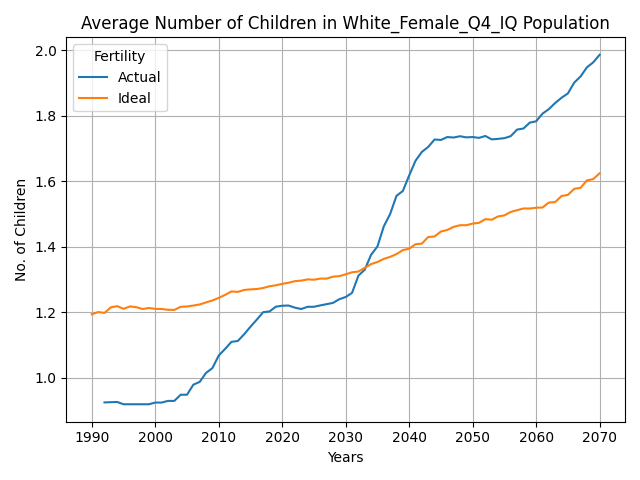 Average Number of Children in White_Female_Q4_IQ Population
Fertility
Actual
Ideal
No. of Children
2.0
1.8
1.6
1.4
1.2
1.0
1990 2000 2010 2020 2030 2040 2050 2060 2070
Years